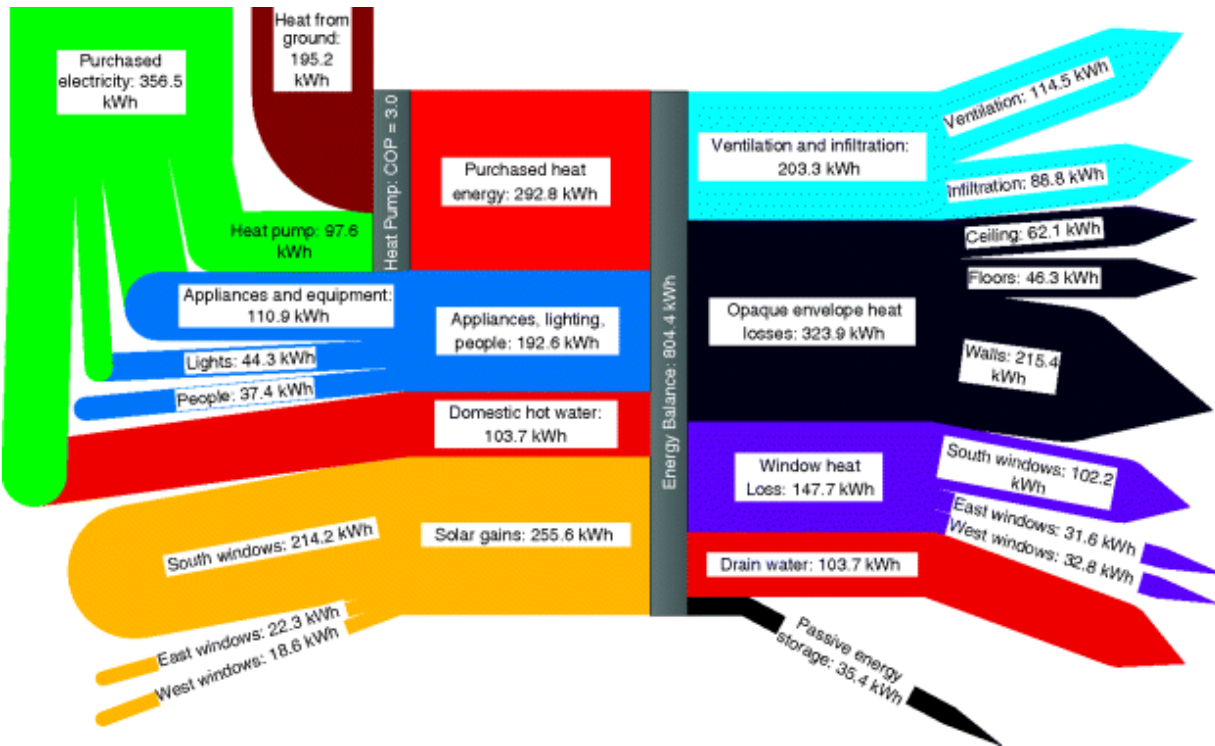 Purchased
electricity: 356.5
kWh
Heat from
ground:
195.2
kWh
Heat Pump: COP = 3.0
Heat pump: 97.6
kWh
Appliances and equipment:
110.9 kWh
Lights: 44.3 kWh
People: 37.4 kWh
South windows: 214.2 kWh
East windows: 22.3 kWh
West windows: 18.6 kWh
Purchased heat
energy: 292.8 kWh
Appliances, lighting,
people: 192.6 kWh
Domestic hot water:
103.7 kWh
Solar gains: 255.6 kWh
Energy Balance: 804.4 kWh
Ventilation and infiltration:
203.3 kWh
Opaque envelope heat
losses: 323.9 kWh
Window heat
Loss: 147.7 kWh
Drain water: 103.7 kWh
Passive energy
storage: 35.4 kWh
Ventilation: 114.5 kWh
Infiltration: 88.8 kWh
Ceiling: 62.1 kWh
Floors: 46.3 kWh
Walls: 215.4
kWh
South windows: 102.2
kWh
East windows: 31.6 kWh
West windows: 32.8 kWh